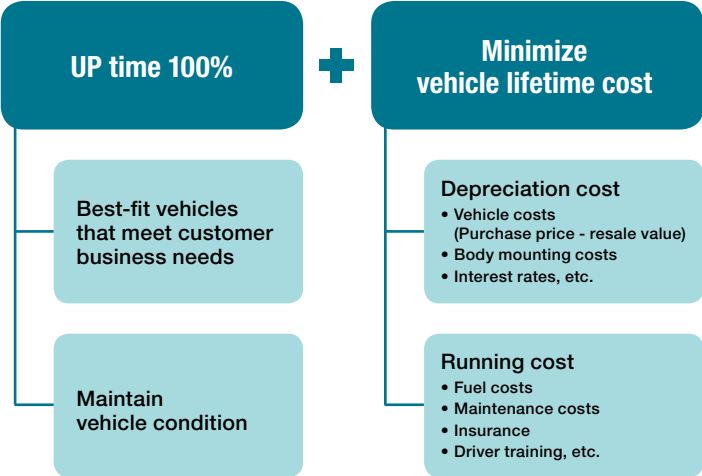 UP time 100%
Best-fit vehicles
that meet customer
business needs
Maintain
vehicle condition
Minimize
vehicle lifetime cost
Depreciation cost
• Vehicle costs
(Purchase price - resale value)
• Body mounting costs
• Interest rates, etc.
Running cost
• Fuel costs
• Maintenance costs
• Insurance
• Driver training, etc.